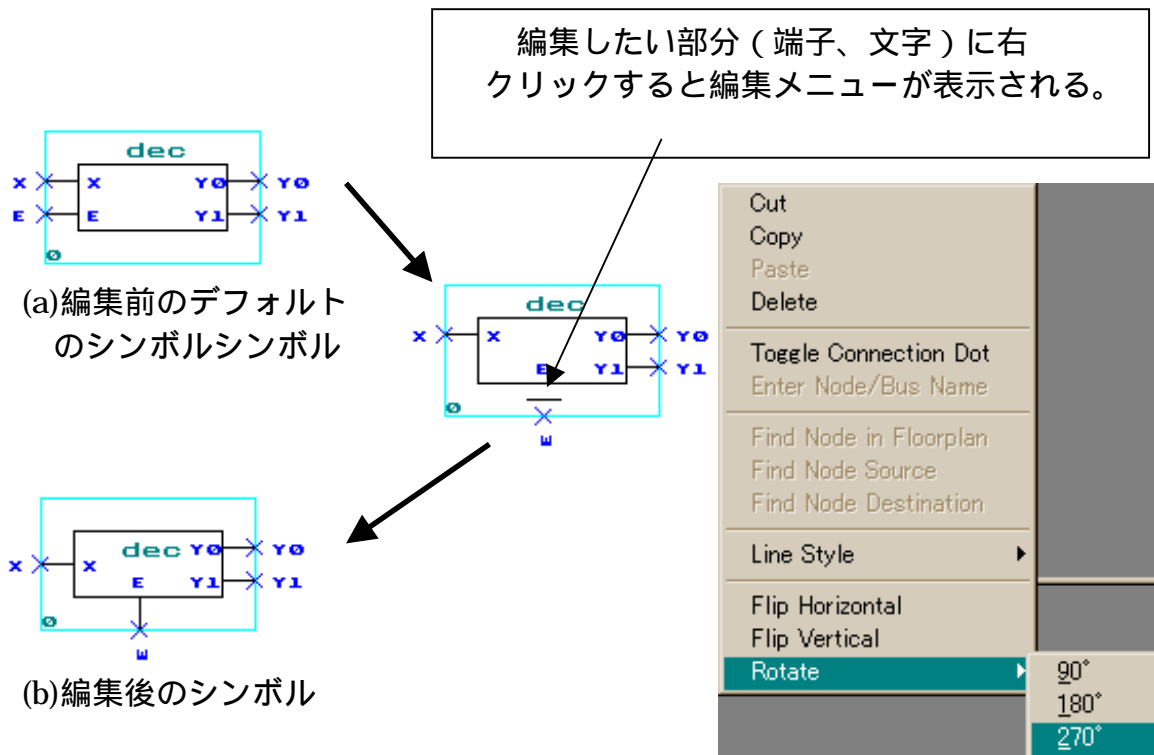 編集したい部分(端子、文字)に右
クリックすると編集メニューが表示される。
dec
X X Y0 Y0
E E Y1 Y1
0
(a)編集前のデフォルト
のシンボルシンボル
dec
X X Y0 Y0
E Y1 Y1
0
E
dec Y0 Y0
X X
E Y1 Y1
0
E
(b)編集後のシンボル
Cut
Copy
Paste
Delete
Toggle Connection Dot
Enter Node/Bus Name
Find Node in Floorplan
Find Node Source
Find Node Destination
Line Style
Flip Horizontal
Flip Vertical
Rotate
90°
180°
270°